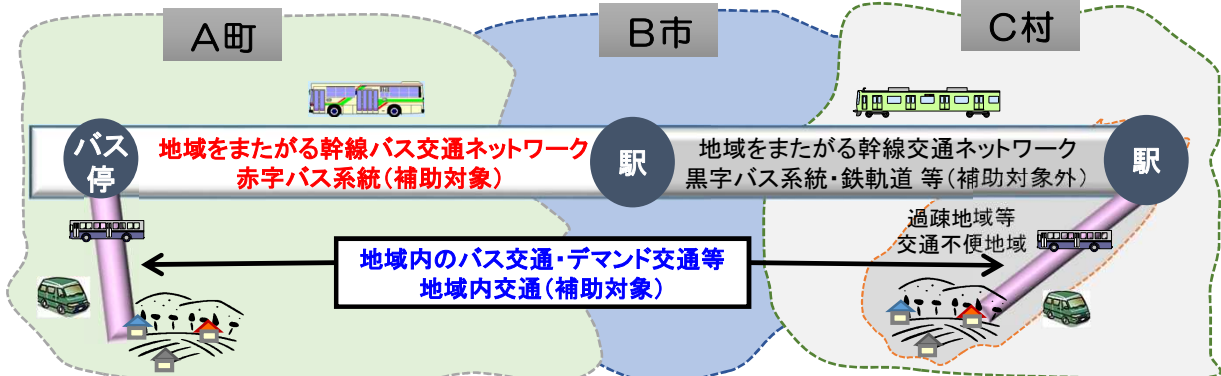 A町
B市
C村
バス
停
地域をまたがる幹線バス交通ネットワーク
赤字バス系統(補助対象)
駅
地域をまたがる幹線交通ネットワーク
黒字バス系統・鉄軌道 等(補助対象外)
駅
過疎地域等
交通不便地域
地域内のバス交通・デマンド交通等
地域内交通(補助対象)